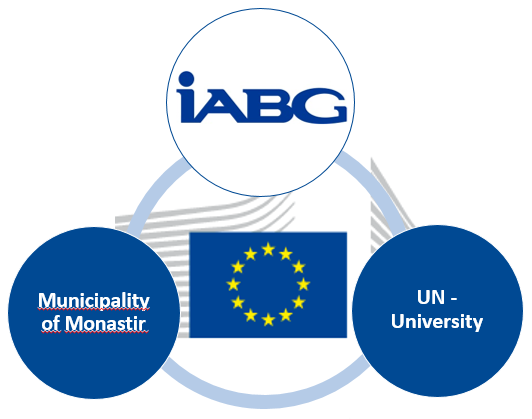 iABG
Municipality
of Monastir
UN -
University